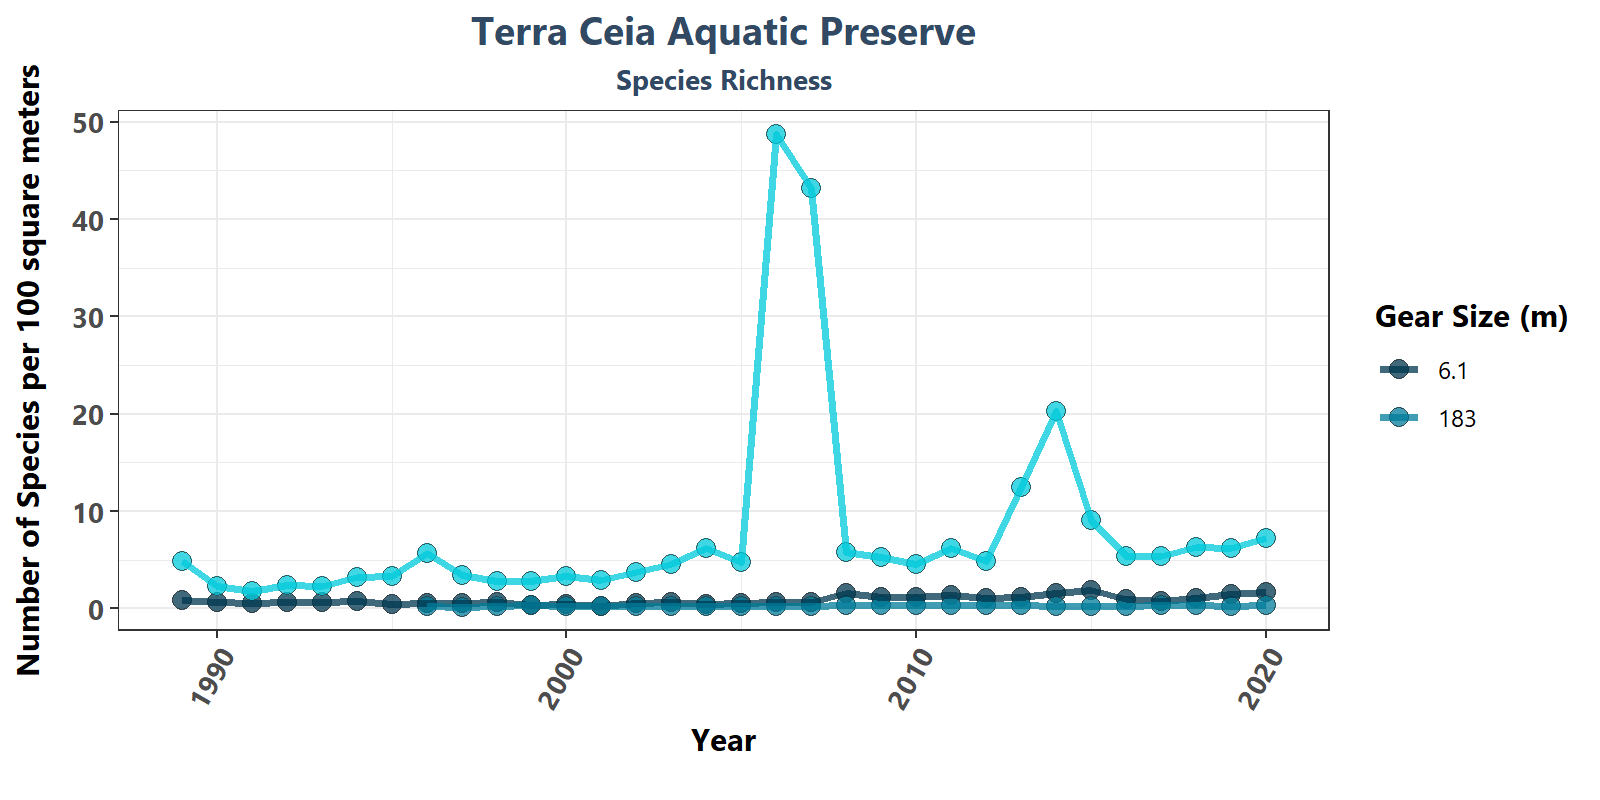 Terra Ceia Aquatic Preserve
Species Richness
Number of Species per 100 square meters
50
40
30
20
10
0
1990
2000
2010
2020
Year
Gear Size (m)
6.1
183